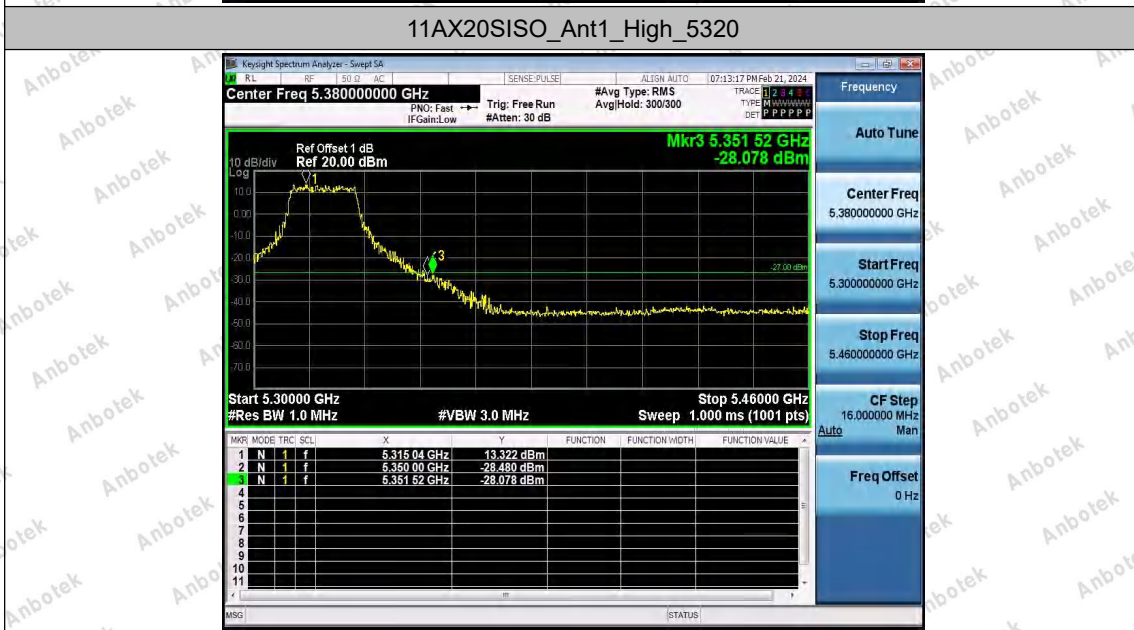 11AX20SISO_Ant1_High_5320
Keysight Spectrum Analyzer - Swept SA
RL RF 50 Ω AC SENSE:PULSE ALIGN AUTO 07:13:17 PM Feb 21, 2024
Center Freq 5.380000000 GHz
PNO: Fast
IFGain:Low
Trig: Free Run
#Atten: 30 dB
#Avg Type: RMS
Avg|Hold: 300/300
TRACE 1 2 3 4 5 6
TYPE M W W W W W
DET P P P P P P
Frequency
Auto Tune
Center Freq
5.380000000 GHz
Start Freq
5.300000000 GHz
Stop Freq
5.460000000 GHz
CF Step
16.000000 MHz
Auto Man
Freq Offset
0 Hz
Mkr3 5.351 52 GHz
-28.078 dBm
Ref Offset 1 dB
10 dB/div Ref 20.00 dBm
Log
10.0
0.00
-10.0
-20.0
-30.0
-40.0
-50.0
-60.0
-70.0
1
3
-27.00 dBm
Start 5.30000 GHz Stop 5.46000 GHz
#Res BW 1.0 MHz #VBW 3.0 MHz Sweep 1.000 ms (1001 pts)
MKR MODE TRC SCL X Y FUNCTION FUNCTION WIDTH FUNCTION VALUE
1 N 1 f 5.315 04 GHz 13.322 dBm
2 N 1 f 5.350 00 GHz -28.480 dBm
3 N 1 f 5.351 52 GHz -28.078 dBm
4
5
6
7
8
9
10
11
MSG STATUS
Anbotek